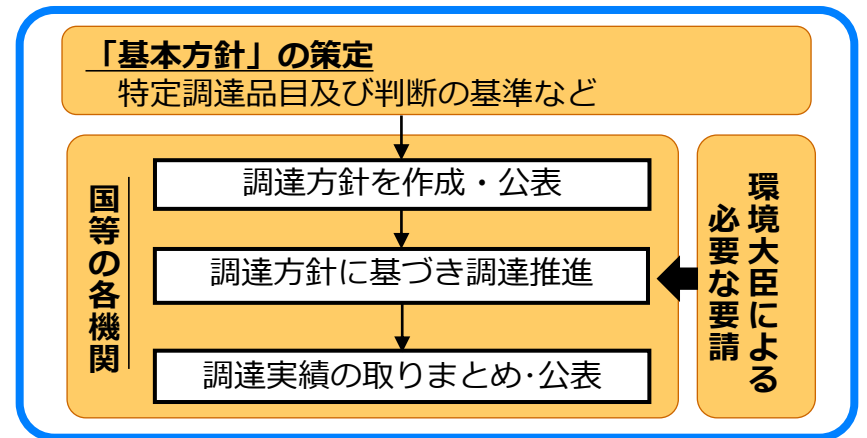 「基本方針」の策定
特定調達品目及び判断の基準など
国等の各機関
調達方針を作成・公表
調達方針に基づき調達推進
調達実績の取りまとめ･公表
環境大臣による
必要な要請